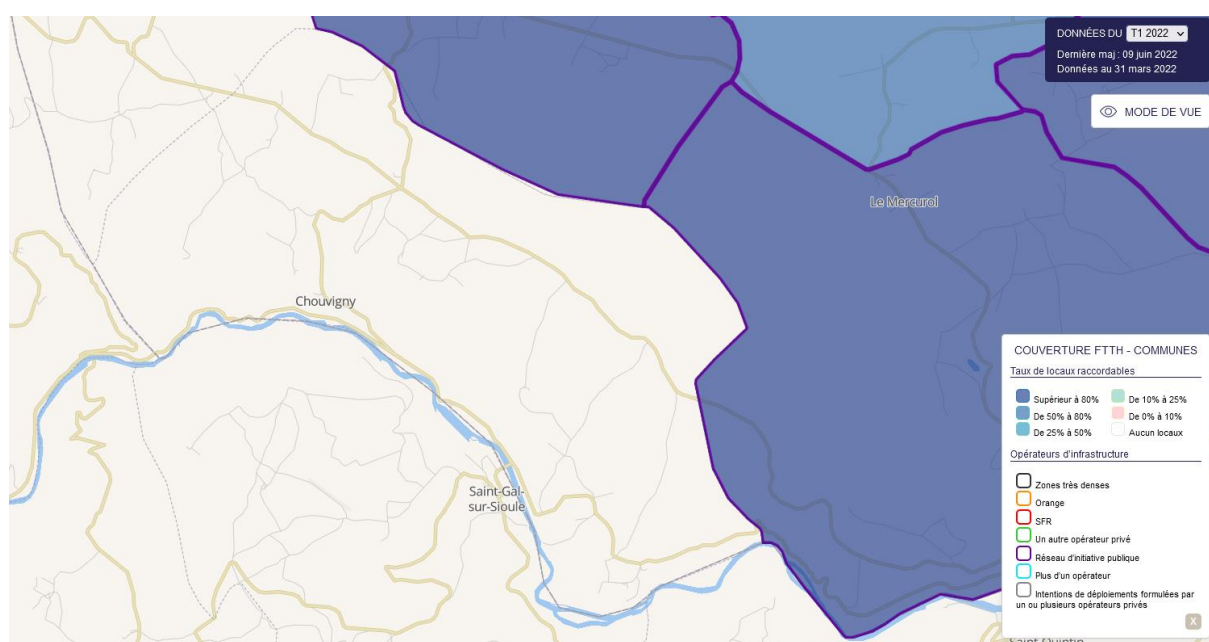 DONNÉES DU T1 2022
Dernière maj : 09 juin 2022
Données au 31 mars 2022
MODE DE VUE
Le Mercurol
Chouvigny
Saint-Gal-
sur-Sioule
COUVERTURE FTTH - COMMUNES
Taux de locaux raccordables
Supérieur à 80%
De 10% à 25%
De 50% à 80%
De 0% à 10%
De 25% à 50%
Aucun locaux
Opérateurs d'infrastructure
Zones très denses
Orange
SFR
Un autre opérateur privé
Réseau d'initiative publique
Plus d'un opérateur
Intentions de déploiements formulées par
un ou plusieurs opérateurs privés
X
Saint-Quintin